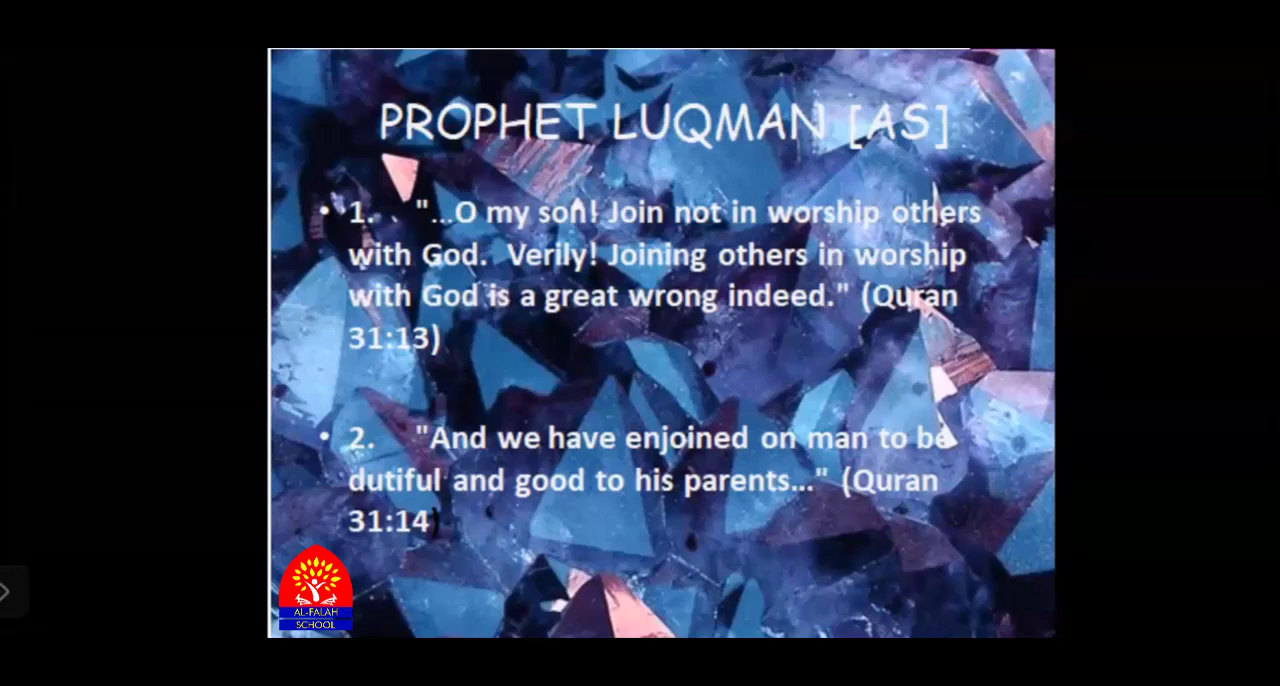 PROPHET LUQMAN [AS]
• 1. "...O my son! Join not in worship others
with God. Verily! Joining others in worship
with God is a great wrong indeed." (Quran
31:13)
• 2. "And we have enjoined on man to be
dutiful and good to his parents..." (Quran
31:14)
AL-FALAH
SCHOOL